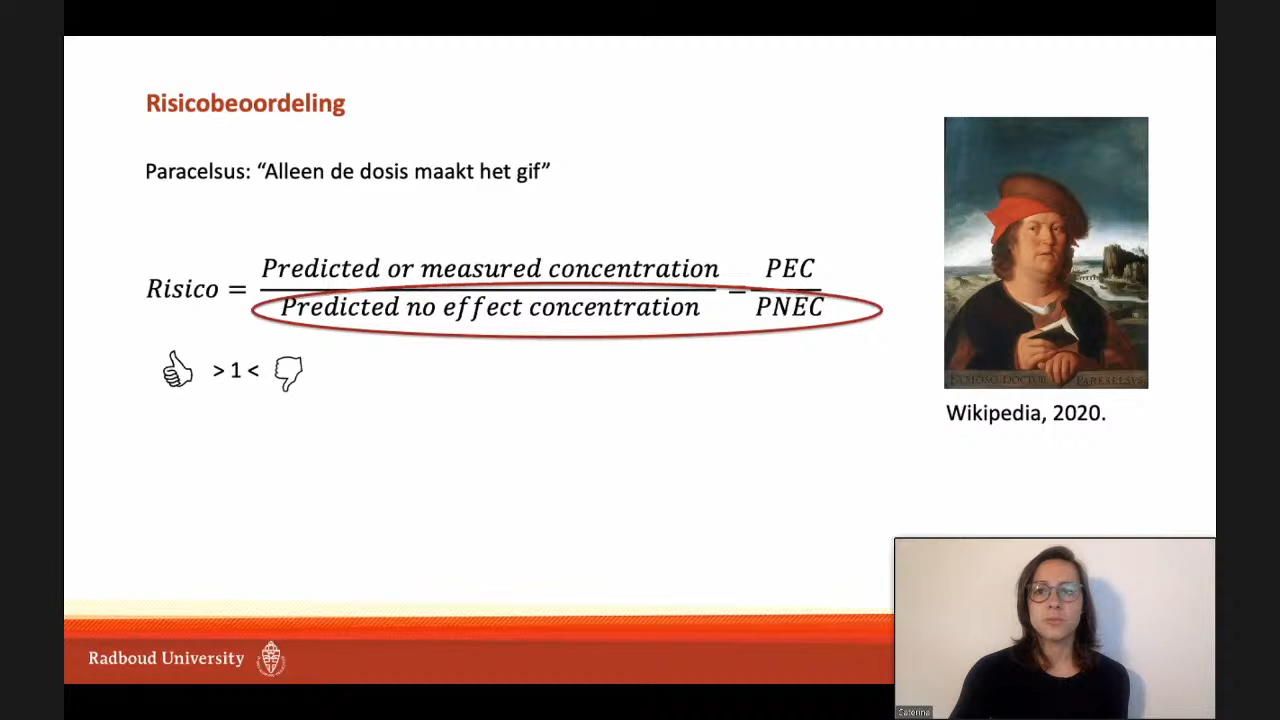 Risicobeoordeling
Paracelsus: “Alleen de dosis maakt het gif”
Risico = Predicted or measured concentration / Predicted no effect concentration = PEC / PNEC
> 1 <
Wikipedia, 2020.
Radboud University
Caterina